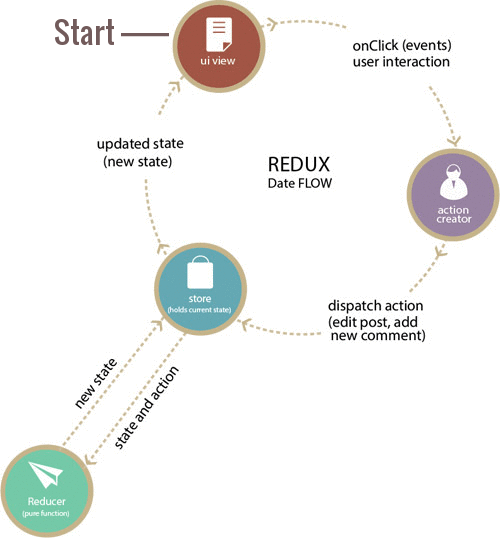 Start
ui view
onClick (events)
user interaction
updated state
(new state)
REDUX
Date FLOW
action
creator
store
(holds current state)
dispatch action
(edit post, add
new comment)
new state
state and action
Reducer
(pure function)